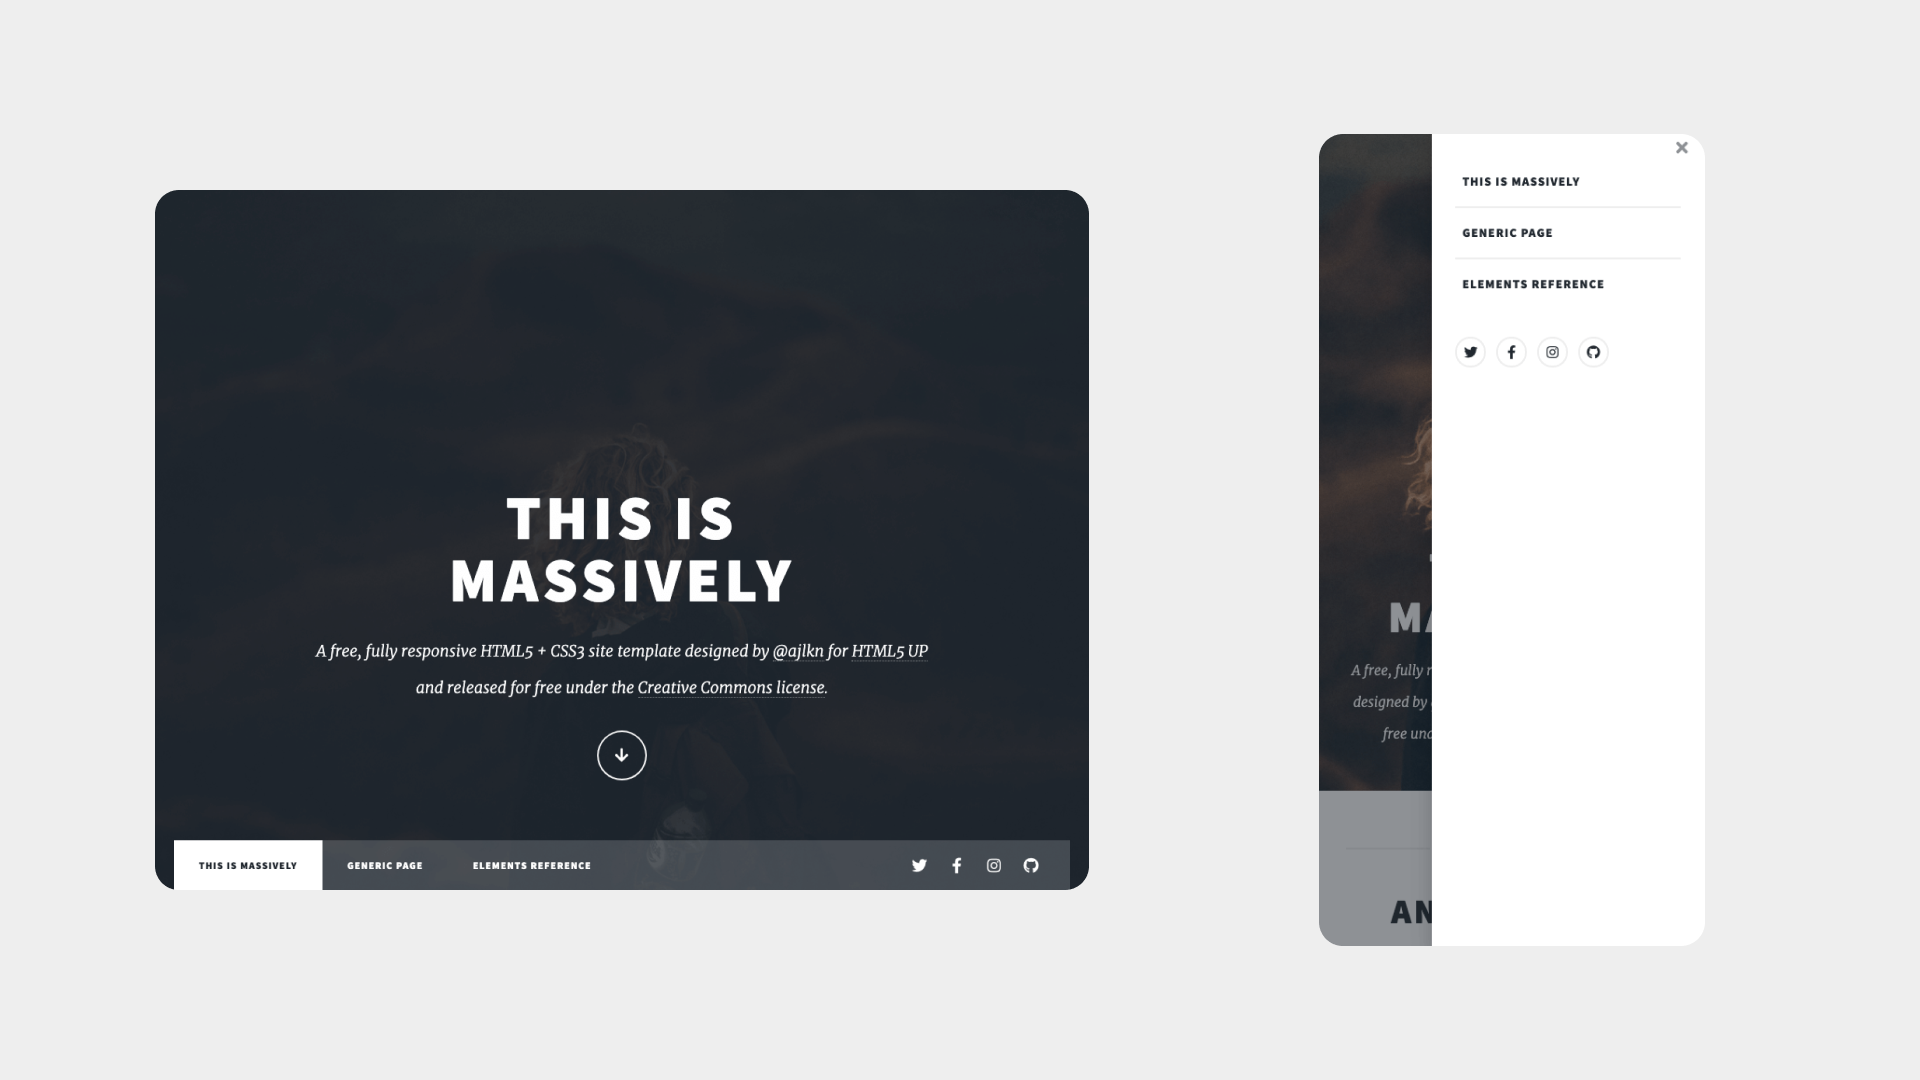 THIS IS
MASSIVELY
A free, fully responsive HTML5 + CSS3 site template designed by @ajlkn for HTML5 UP
and released for free under the Creative Commons license.
THIS IS MASSIVELY
GENERIC PAGE
ELEMENTS REFERENCE
THIS IS MASSIVELY
GENERIC PAGE
ELEMENTS REFERENCE
MA
A free, fully r
designed by
free und
AN